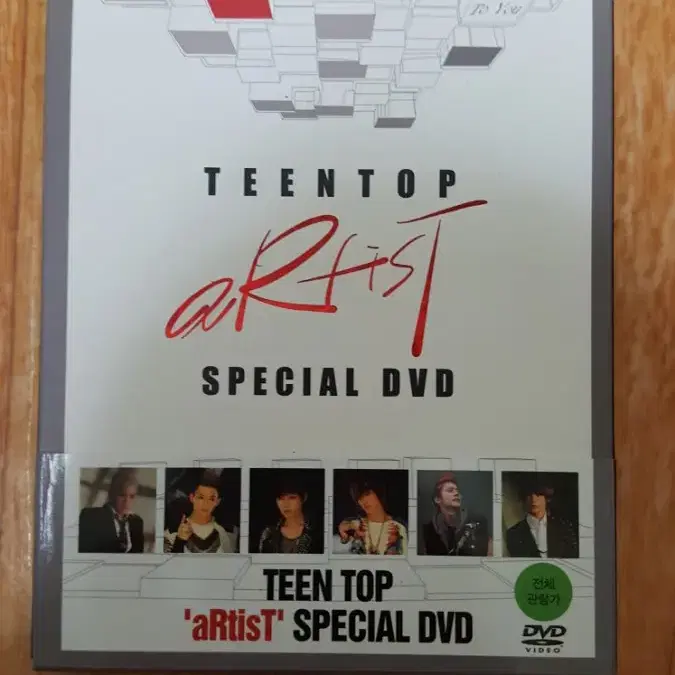 To You
TEENTOP
aRtisT
SPECIAL DVD
TEEN TOP
'aRtisT' SPECIAL DVD
전체
관람가
DVD
VIDEO